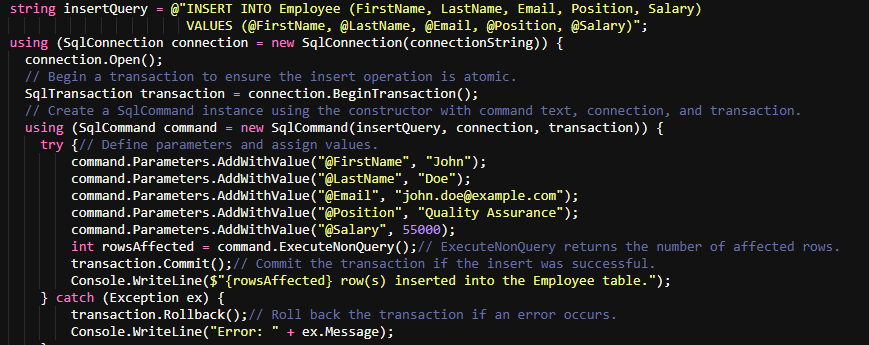 string insertQuery = @"INSERT INTO Employee (FirstName, LastName, Email, Position, Salary)
                       VALUES (@FirstName, @LastName, @Email, @Position, @Salary)";
using (SqlConnection connection = new SqlConnection(connectionString)) {
  connection.Open();
  // Begin a transaction to ensure the insert operation is atomic.
  SqlTransaction transaction = connection.BeginTransaction();
  // Create a SqlCommand instance using the constructor with command text, connection, and transaction.
  using (SqlCommand command = new SqlCommand(insertQuery, connection, transaction)) {
    try {// Define parameters and assign values.
        command.Parameters.AddWithValue("@FirstName", "John");
        command.Parameters.AddWithValue("@LastName", "Doe");
        command.Parameters.AddWithValue("@Email", "john.doe@example.com");
        command.Parameters.AddWithValue("@Position", "Quality Assurance");
        command.Parameters.AddWithValue("@Salary", 55000);
        int rowsAffected = command.ExecuteNonQuery();// ExecuteNonQuery returns the number of affected rows.
        transaction.Commit();// Commit the transaction if the insert was successful.
        Console.WriteLine($"{rowsAffected} row(s) inserted into the Employee table.");
    } catch (Exception ex) {
        transaction.Rollback();// Roll back the transaction if an error occurs.
        Console.WriteLine("Error: " + ex.Message);